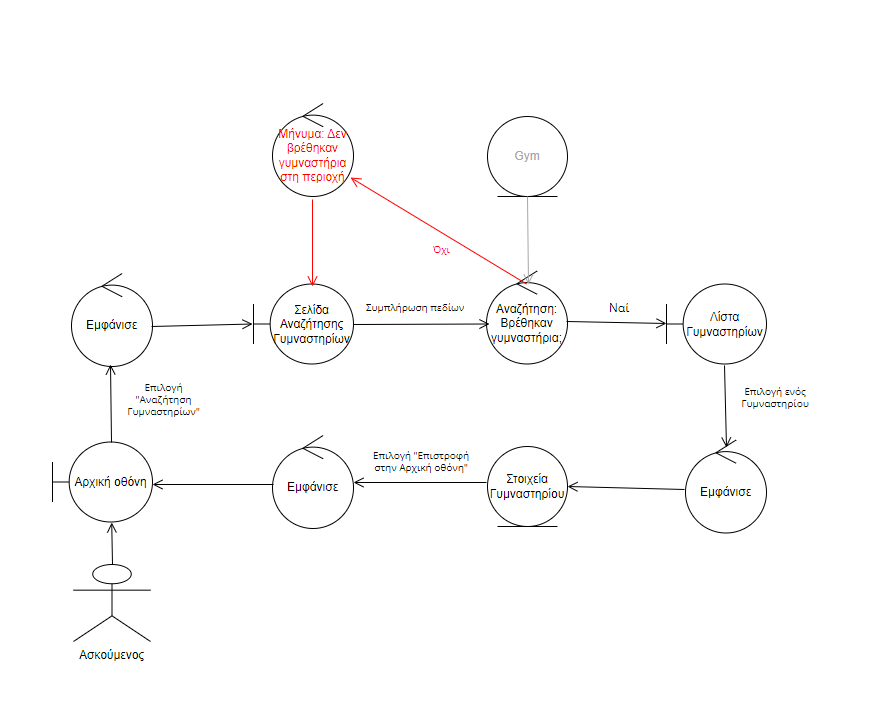 Μήνυμα: Δεν
βρέθηκαν
γυμναστήρια
στη περιοχή
Gym
Όχι
Εμφάνισε
Σελίδα
Αναζήτησης
Γυμναστηρίων
Συμπλήρωση πεδίων
Αναζήτηση:
Βρέθηκαν
γυμναστήρια;
Ναί
Λίστα
Γυμναστηρίων
Επιλογή
"Αναζήτηση
Γυμναστηρίων"
Επιλογή ενός
Γυμναστηρίου
Αρχική οθόνη
Εμφάνισε
Επιλογή "Επιστροφή
στην Αρχική οθόνη"
Στοιχεία
Γυμναστηρίου
Εμφάνισε
Ασκούμενος